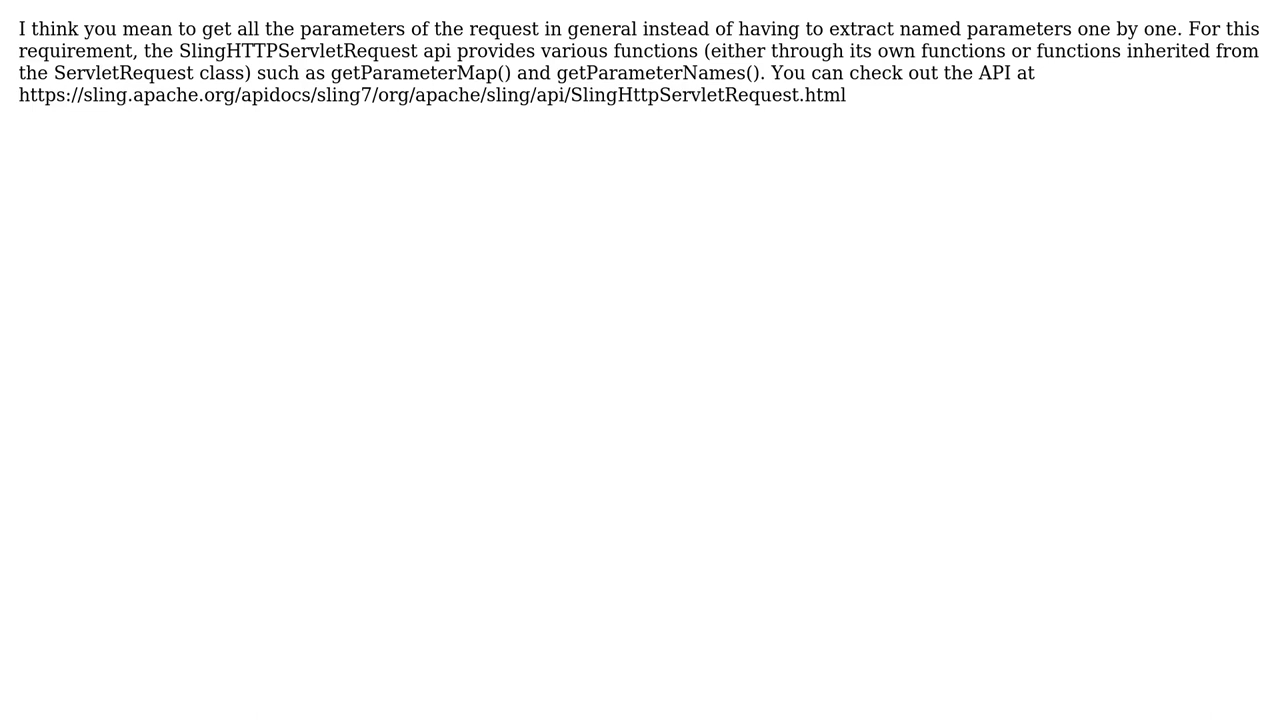 I think you mean to get all the parameters of the request in general instead of having to extract named parameters one by one. For this
requirement, the SlingHTTPServletRequest api provides various functions (either through its own functions or functions inherited from
the ServletRequest class) such as getParameterMap() and getParameterNames(). You can check out the API at
https://sling.apache.org/apidocs/sling7/org/apache/sling/api/SlingHttpServletRequest.html